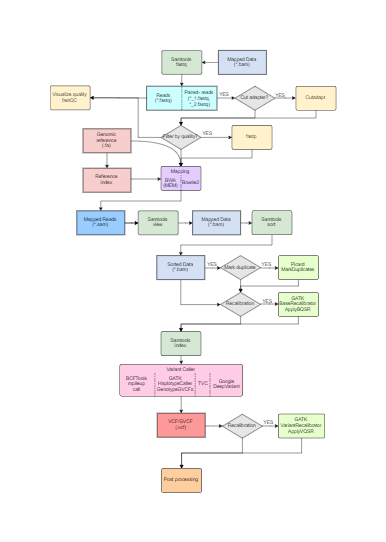 Samtools
fastq
Mapped Data
(*.bam)
Visualize quality
fastQC
Reads
(*.fastq)
Paired- reads
(*_1.fastq,
*_2.fastq)
YES
Cut adapter?
YES
Cutadapt
Genomic
reference
(.fa)
Filter by quality?
YES
fastp
Reference
Index
Mapping
BWA
(MEM)
Bowtie2
Mapped Reads
(*.sam)
Samtools
view
Mapped Data
(*.bam)
Samtools
sort
Sorted Data
(*.bam)
YES
Mark duplicate
YES
Picard
MarkDuplicates
Recalibration
YES
GATK
BaseRecalibrator
ApplyBQSR
Samtools
index
Variant Caller
BCFTools
mpileup
call
GATK
HaplotypeCaller
GenotypeGVCFs
TVC
Google
DeepVariant
VCF/GVCF
(.vcf)
Recalibration
YES
GATK
VariantRecalibrator
ApplyVQSR
Post processing